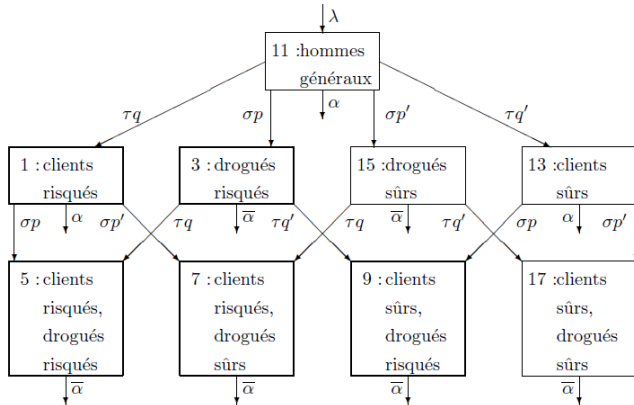 λ
11 :hommes
généraux
τq σp α σp′ τq′
1 : clients
risqués
3 : drogués
risqués
15 : drogués
sûrs
13 : clients
sûrs
σp α σp′ τq α̅ τq′ τq α̅ τq′ σp α σp′
5 : clients
risqués,
drogués
risqués
7 : clients
risqués,
drogués
sûrs
9 : clients
sûrs,
drogués
risqués
17 : clients
sûrs,
drogués
sûrs
α̅ α̅ α̅ α̅